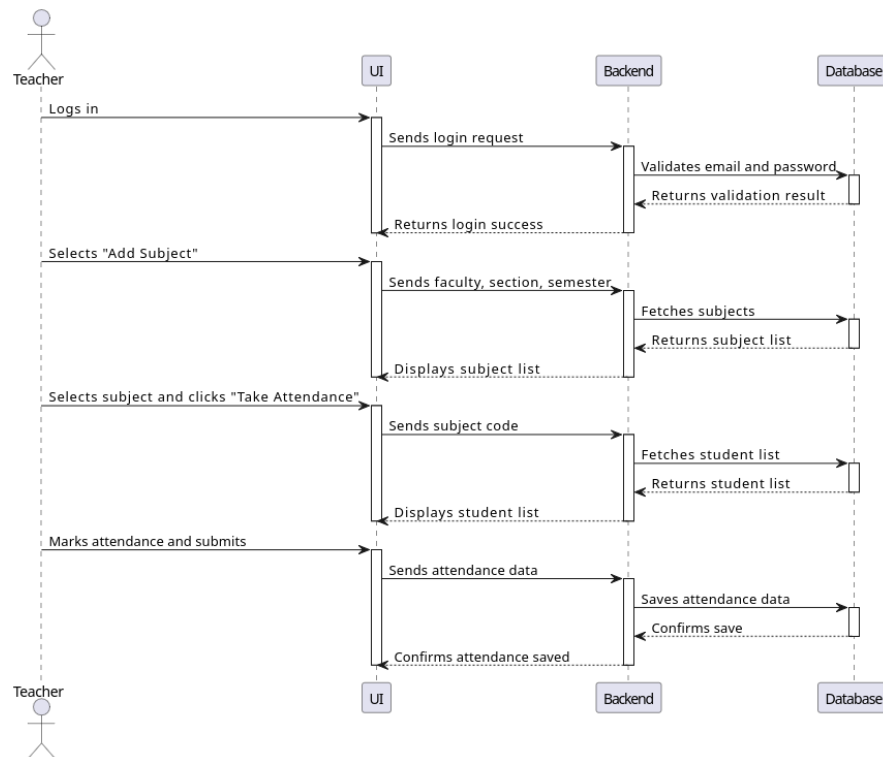 Teacher
UI
Backend
Database
Logs in
Sends login request
Validates email and password
Returns validation result
Returns login success
Selects "Add Subject"
Sends faculty, section, semester
Fetches subjects
Returns subject list
Displays subject list
Selects subject and clicks "Take Attendance"
Sends subject code
Fetches student list
Returns student list
Displays student list
Marks attendance and submits
Sends attendance data
Saves attendance data
Confirms save
Confirms attendance saved
Teacher
UI
Backend
Database